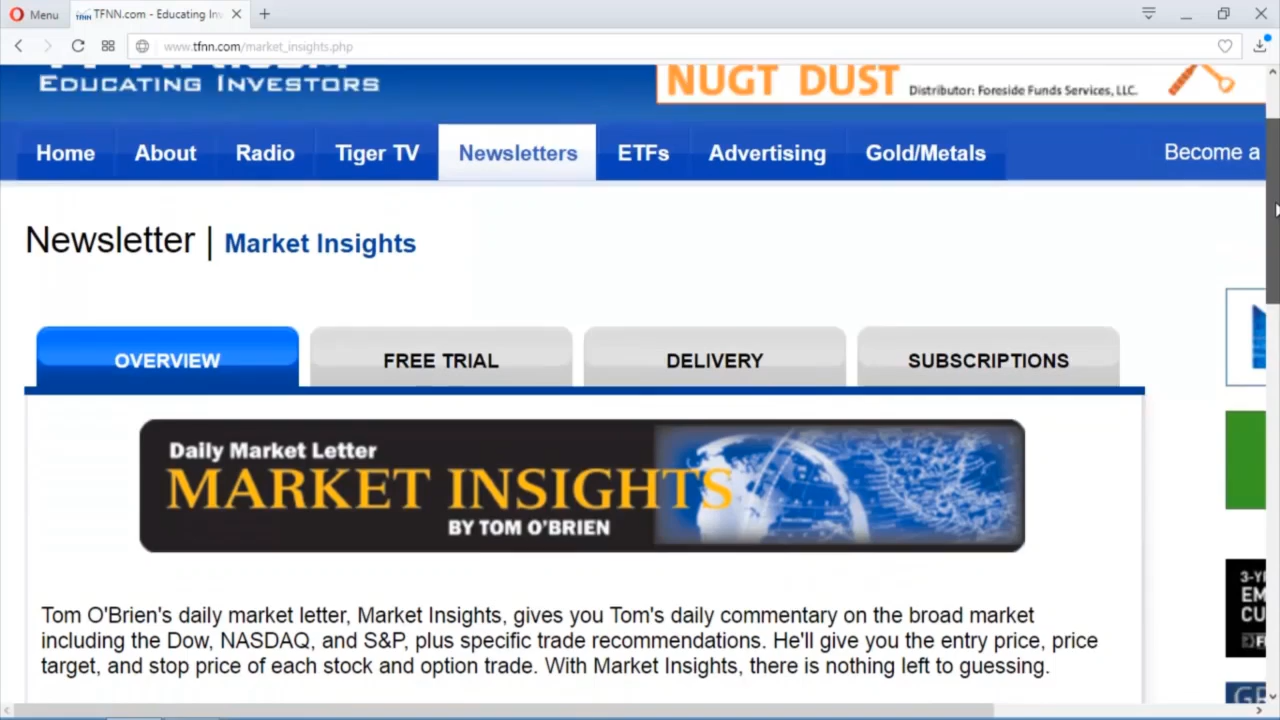 Menu
TFNN.com - Educating In
www.tfnn.com/market_insights.php
EDUCATING INVESTORS
NUGT DUST Distributor: Foreside Funds Services, LLC.
Home About Radio Tiger TV Newsletters ETFs Advertising Gold/Metals Become a
Newsletter | Market Insights
OVERVIEW FREE TRIAL DELIVERY SUBSCRIPTIONS
Daily Market Letter
MARKET INSIGHTS
BY TOM O'BRIEN
Tom O'Brien's daily market letter, Market Insights, gives you Tom's daily commentary on the broad market
including the Dow, NASDAQ, and S&P, plus specific trade recommendations. He'll give you the entry price, price
target, and stop price of each stock and option trade. With Market Insights, there is nothing left to guessing.
3-Y
EM
CU